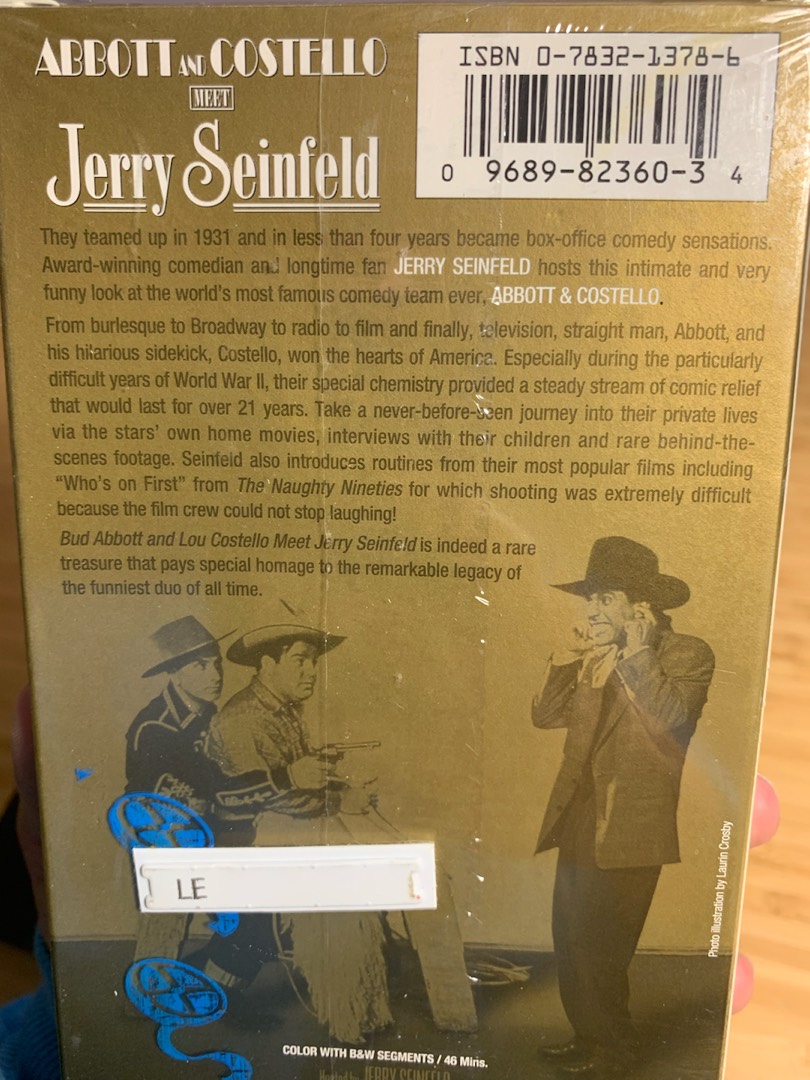 ABBOTT AND COSTELLO
MEET
Jerry Seinfeld
ISBN 0-7832-1378-6
0 9689-82360-3 4
They teamed up in 1931 and in less than four years became box-office comedy sensations.
Award-winning comedian and longtime fan JERRY SEINFELD hosts this intimate and very
funny look at the world's most famous comedy team ever, ABBOTT & COSTELLO.
From burlesque to Broadway to radio to film and finally, television, straight man, Abbott, and
his hilarious sidekick, Costello, won the hearts of America. Especially during the particularly
difficult years of World War II, their special chemistry provided a steady stream of comic relief
that would last for over 21 years. Take a never-before-seen journey into their private lives
via the stars' own home movies, interviews with their children and rare behind-the-
scenes footage. Seinfeld also introduces routines from their most popular films including
"Who's on First" from The Naughty Nineties for which shooting was extremely difficult
because the film crew could not stop laughing!
Bud Abbott and Lou Costello Meet Jerry Seinfeld is indeed a rare
treasure that pays special homage to the remarkable legacy of
the funniest duo of all time.
LE
Photo illustration by Laurin Crosby
COLOR WITH B&W SEGMENTS / 46 Mins.
Hosted by JERRY SEINFELD